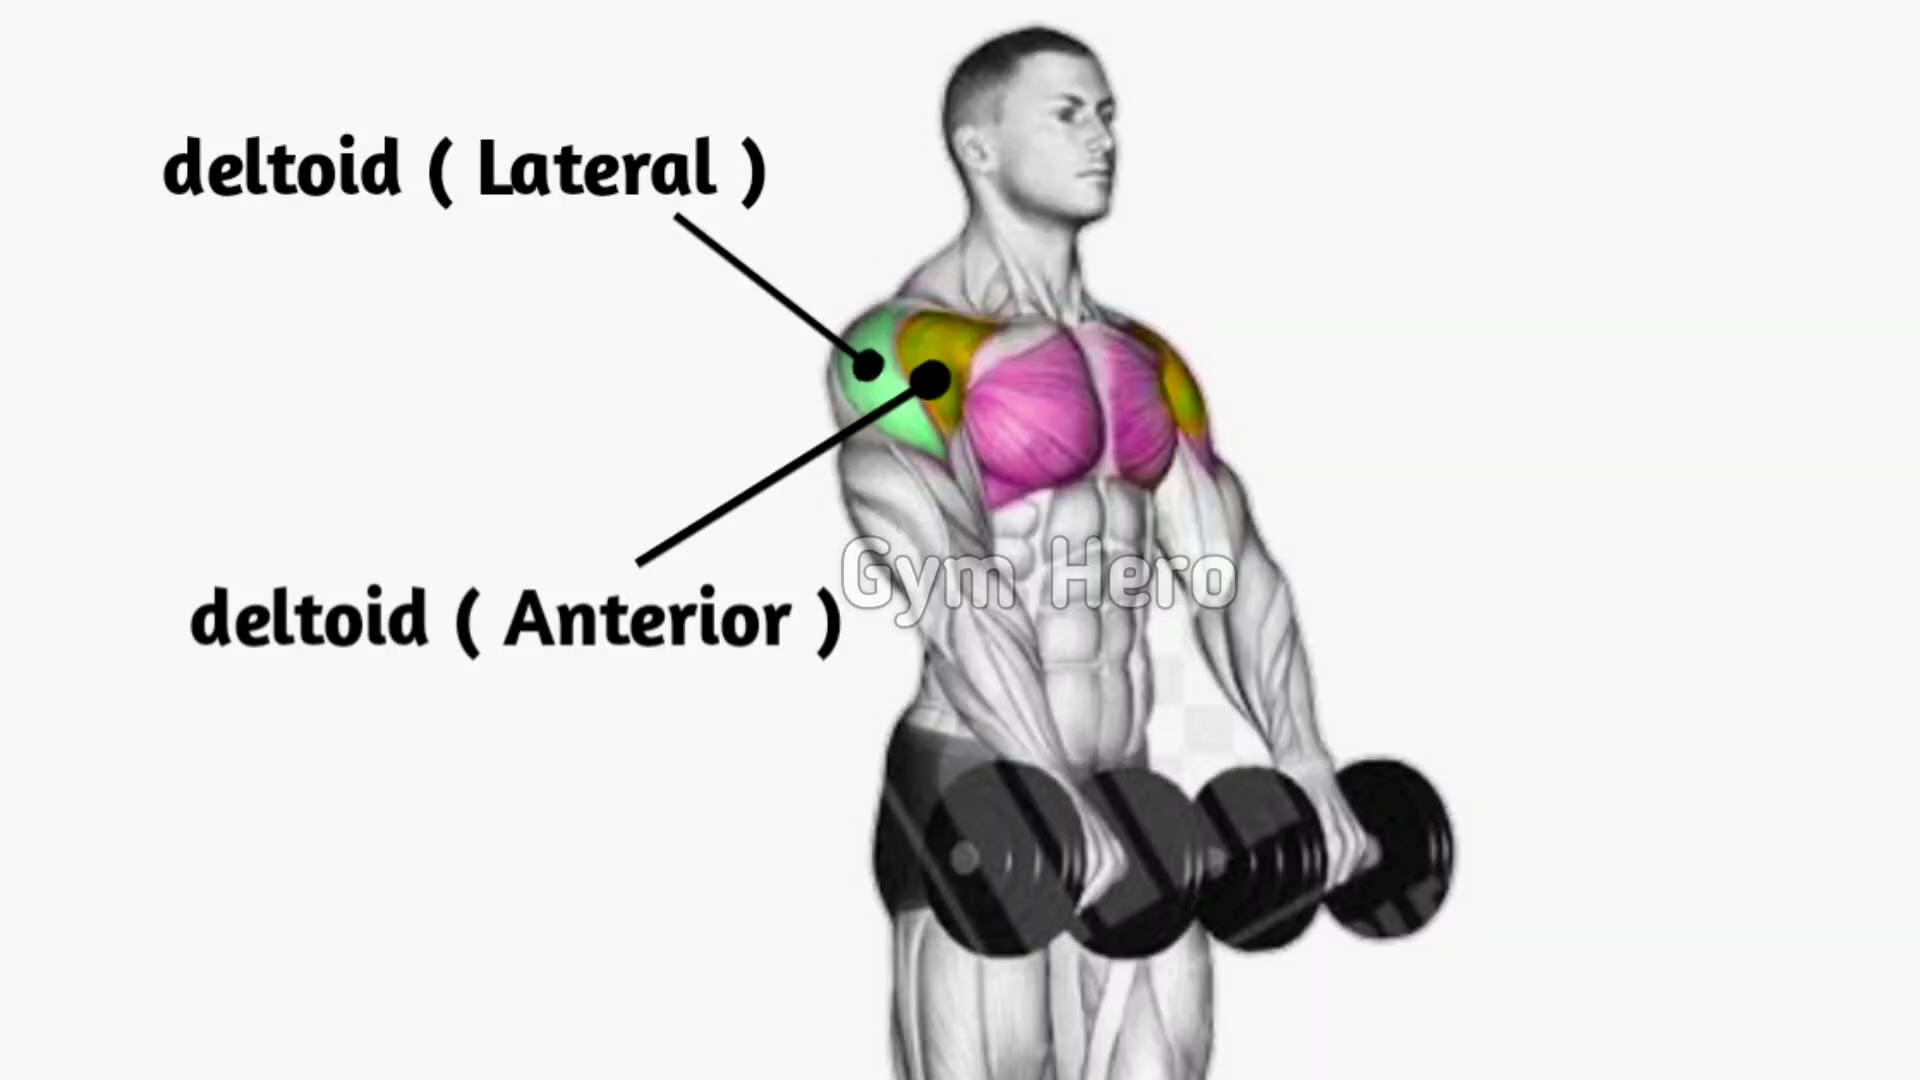 deltoid ( Lateral )
Gym Hero
deltoid ( Anterior )